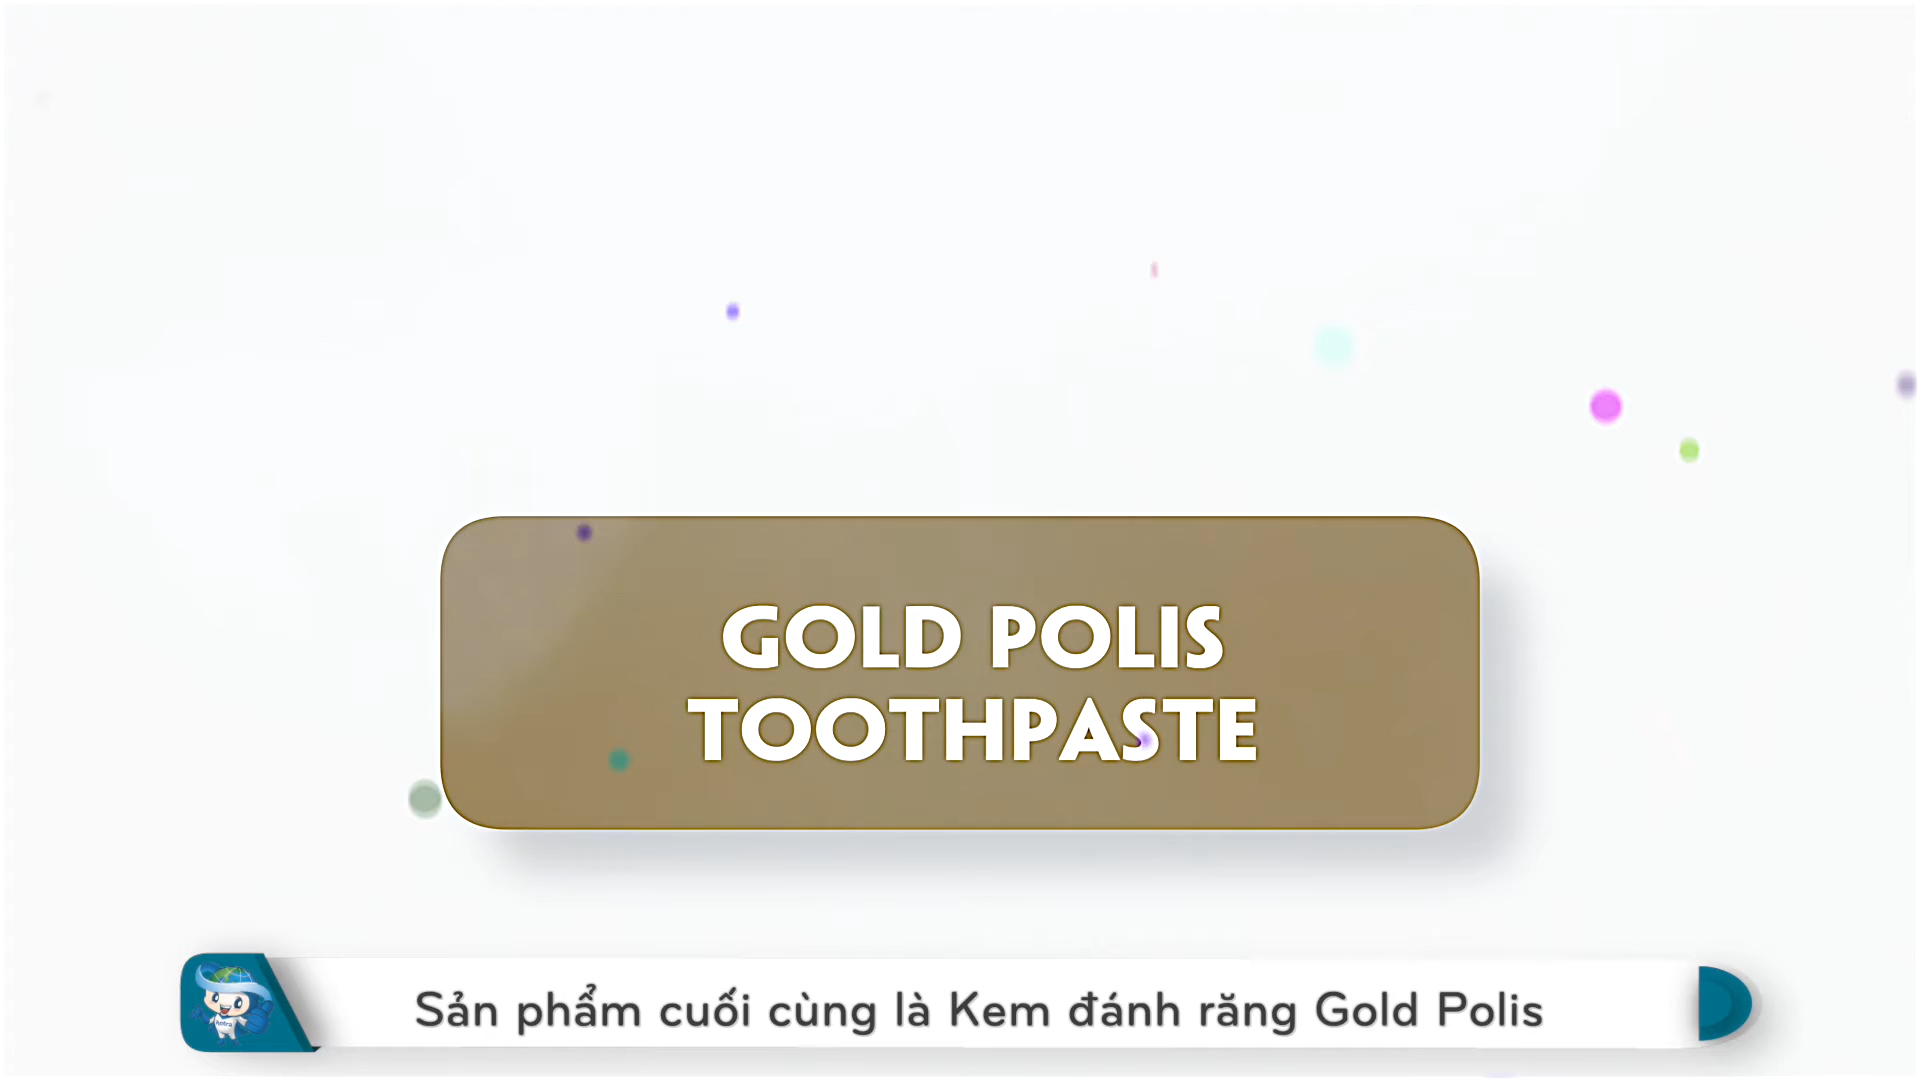 GOLD POLIS
TOOTHPASTE
Sản phẩm cuối cùng là Kem đánh răng Gold Polis